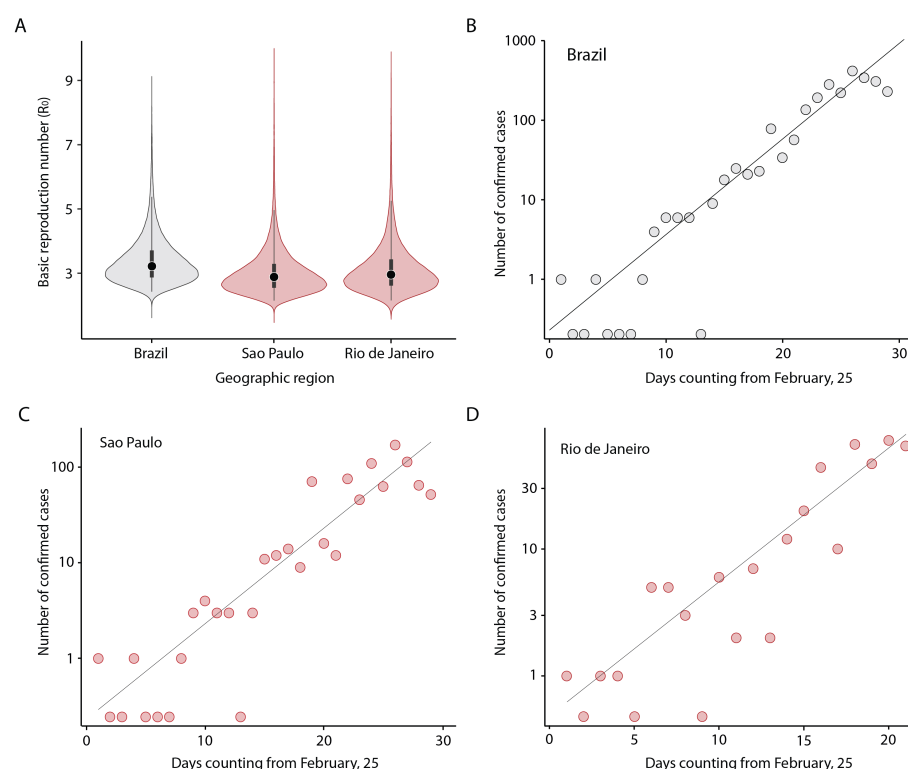 A
Basic reproduction number (R₀)
9
7
5
3
Brazil
Sao Paulo
Rio de Janeiro
Geographic region
B
Brazil
Number of confirmed cases
1000
100
10
1
0
10
20
30
Days counting from February, 25
C
Sao Paulo
Number of confirmed cases
100
10
1
0
10
20
30
Days counting from February, 25
D
Rio de Janeiro
Number of confirmed cases
30
10
3
1
0
5
10
15
20
Days counting from February, 25